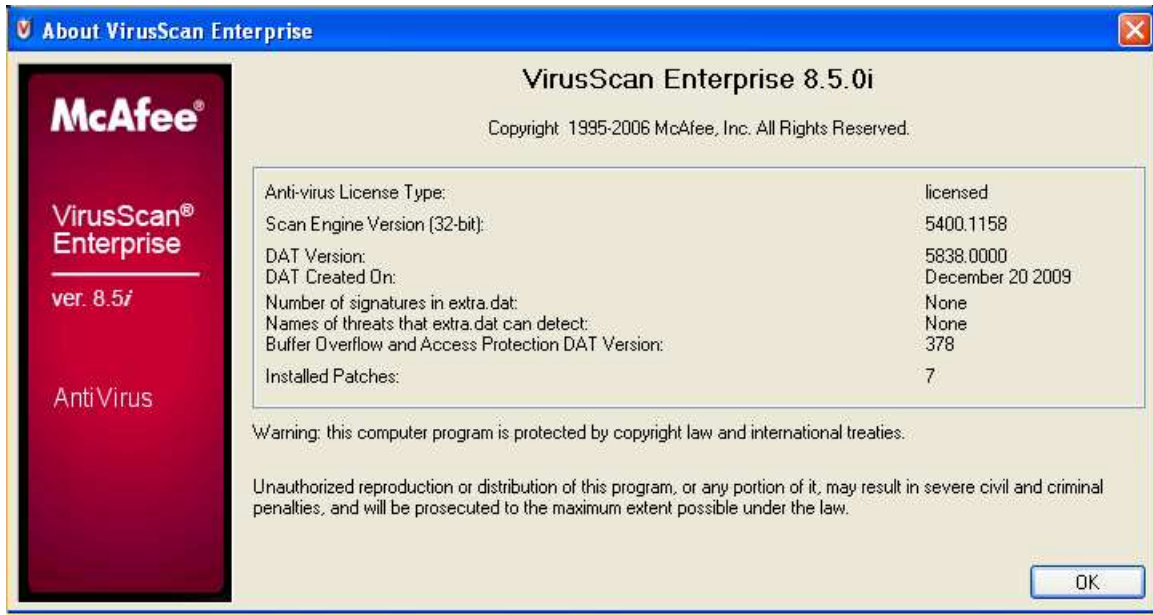 About VirusScan Enterprise
McAfee®
VirusScan®
Enterprise
ver. 8.5i
AntiVirus
VirusScan Enterprise 8.5.0i
Copyright 1995-2006 McAfee, Inc. All Rights Reserved.
Anti-virus License Type: licensed
Scan Engine Version (32-bit): 5400.1158
DAT Version: 5838.0000
DAT Created On: December 20 2009
Number of signatures in extra.dat: None
Names of threats that extra.dat can detect: None
Buffer Overflow and Access Protection DAT Version: 378
Installed Patches: 7
Warning: this computer program is protected by copyright law and international treaties.
Unauthorized reproduction or distribution of this program, or any portion of it, may result in severe civil and criminal
penalties, and will be prosecuted to the maximum extent possible under the law.
OK